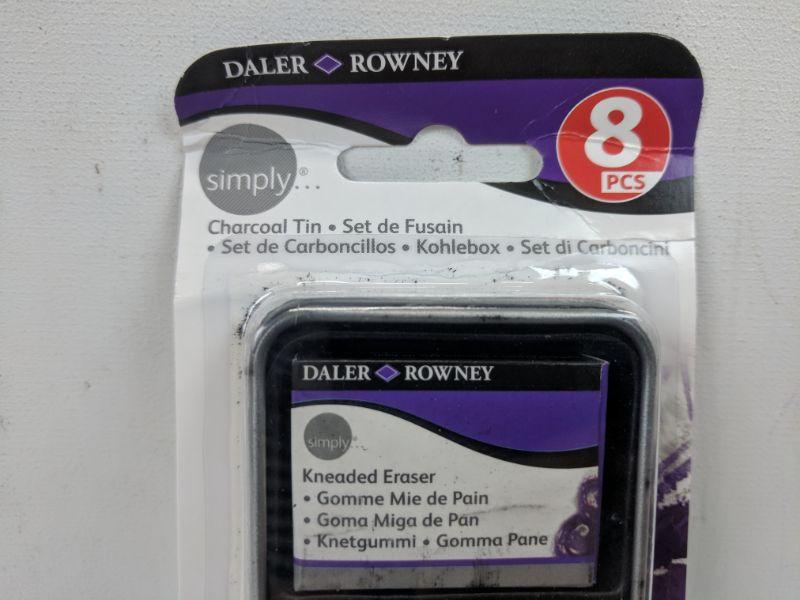 DALER ROWNEY
8
PCS
simply®...
Charcoal Tin • Set de Fusain
• Set de Carboncillos • Kohlebox • Set di Carboncini
DALER ROWNEY
simply...
Kneaded Eraser
• Gomme Mie de Pain
• Goma Miga de Pan
• Knetgummi • Gomma Pane